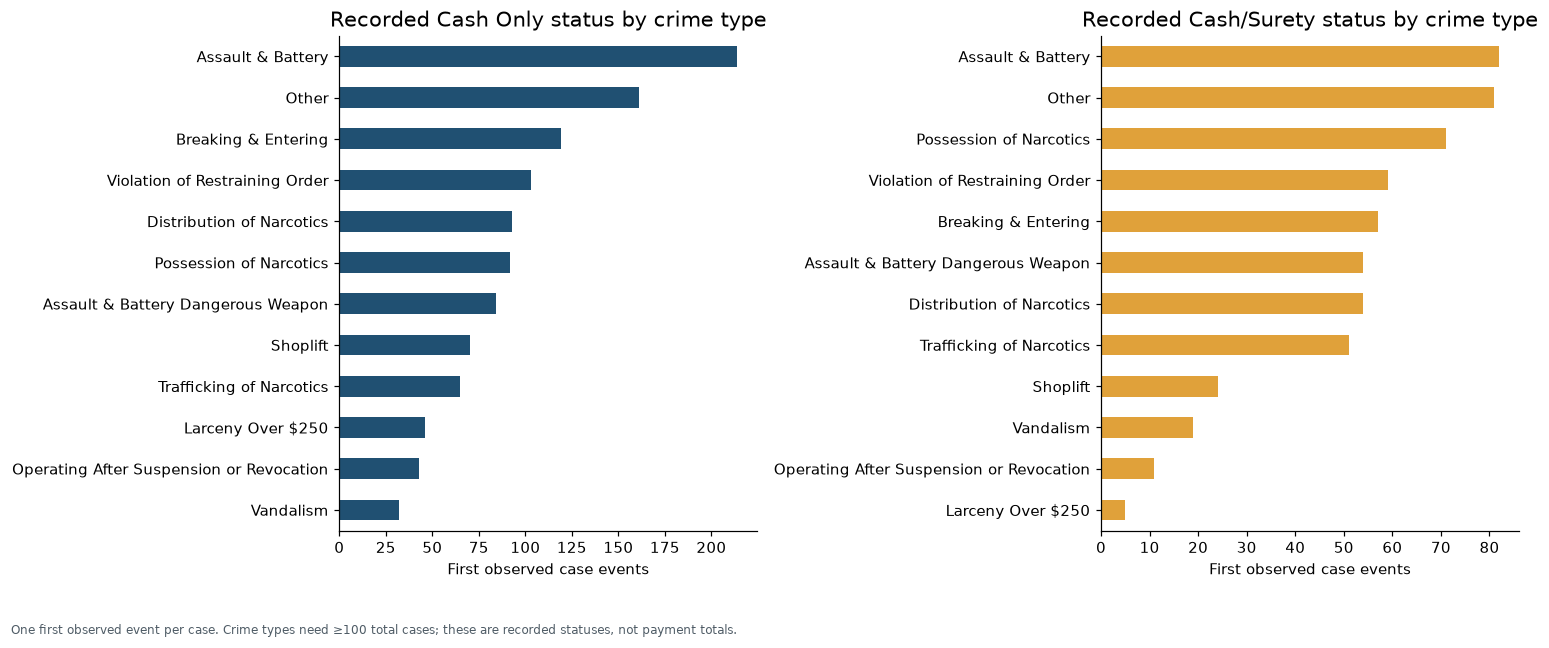 Recorded Cash Only status by crime type
Assault & Battery
Other
Breaking & Entering
Violation of Restraining Order
Distribution of Narcotics
Possession of Narcotics
Assault & Battery Dangerous Weapon
Shoplift
Trafficking of Narcotics
Larceny Over $250
Operating After Suspension or Revocation
Vandalism
0 25 50 75 100 125 150 175 200
First observed case events
Recorded Cash/Surety status by crime type
Assault & Battery
Other
Possession of Narcotics
Violation of Restraining Order
Breaking & Entering
Assault & Battery Dangerous Weapon
Distribution of Narcotics
Trafficking of Narcotics
Shoplift
Vandalism
Operating After Suspension or Revocation
Larceny Over $250
0 10 20 30 40 50 60 70 80
First observed case events
One first observed event per case. Crime types need ≥100 total cases; these are recorded statuses, not payment totals.